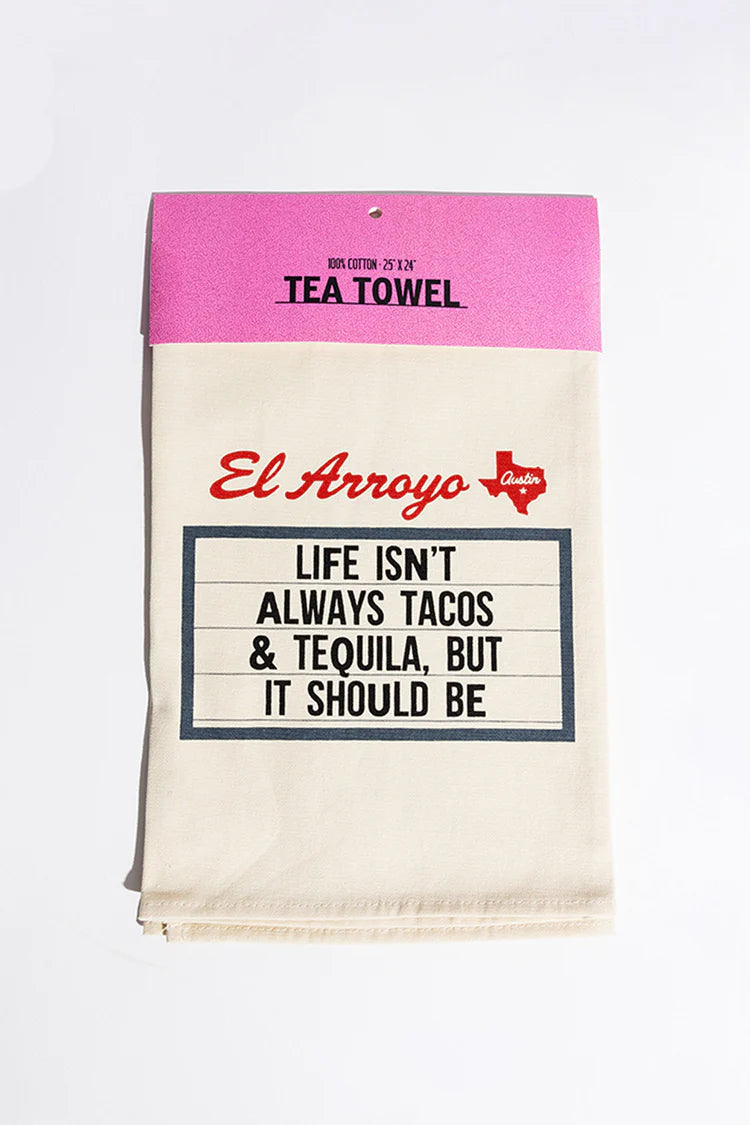 100% COTTON - 25" X 24"
TEA TOWEL
El Arroyo Austin
LIFE ISN'T
ALWAYS TACOS
& TEQUILA, BUT
IT SHOULD BE